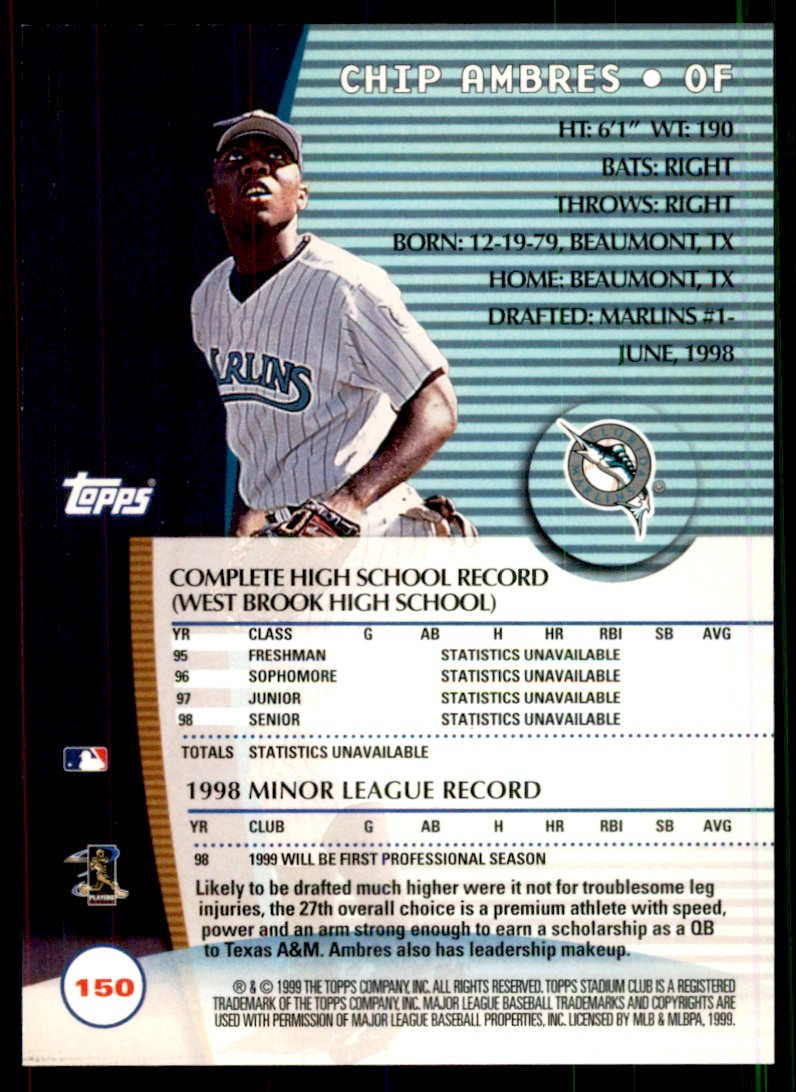 CHIP AMBRES • OF
HT: 6'1" WT: 190
BATS: RIGHT
THROWS: RIGHT
BORN: 12-19-79, BEAUMONT, TX
HOME: BEAUMONT, TX
DRAFTED: MARLINS #1-
JUNE, 1998
MARLINS
FLORIDA
MARLINS
®
TOPPS®
COMPLETE HIGH SCHOOL RECORD
(WEST BROOK HIGH SCHOOL)
YR CLASS G AB H HR RBI SB AVG
95 FRESHMAN STATISTICS UNAVAILABLE
96 SOPHOMORE STATISTICS UNAVAILABLE
97 JUNIOR STATISTICS UNAVAILABLE
98 SENIOR STATISTICS UNAVAILABLE
TOTALS STATISTICS UNAVAILABLE
1998 MINOR LEAGUE RECORD
YR CLUB G AB H HR RBI SB AVG
98 1999 WILL BE FIRST PROFESSIONAL SEASON
Likely to be drafted much higher were it not for troublesome leg
injuries, the 27th overall choice is a premium athlete with speed,
power and an arm strong enough to earn a scholarship as a QB
to Texas A&M. Ambres also has leadership makeup.
PLAYERS
150
® & © 1999 THE TOPPS COMPANY, INC. ALL RIGHTS RESERVED. TOPPS STADIUM CLUB IS A REGISTERED
TRADEMARK OF THE TOPPS COMPANY, INC. MAJOR LEAGUE BASEBALL TRADEMARKS AND COPYRIGHTS ARE
USED WITH PERMISSION OF MAJOR LEAGUE BASEBALL PROPERTIES, INC. LICENSED BY MLB & MLBPA, 1999.